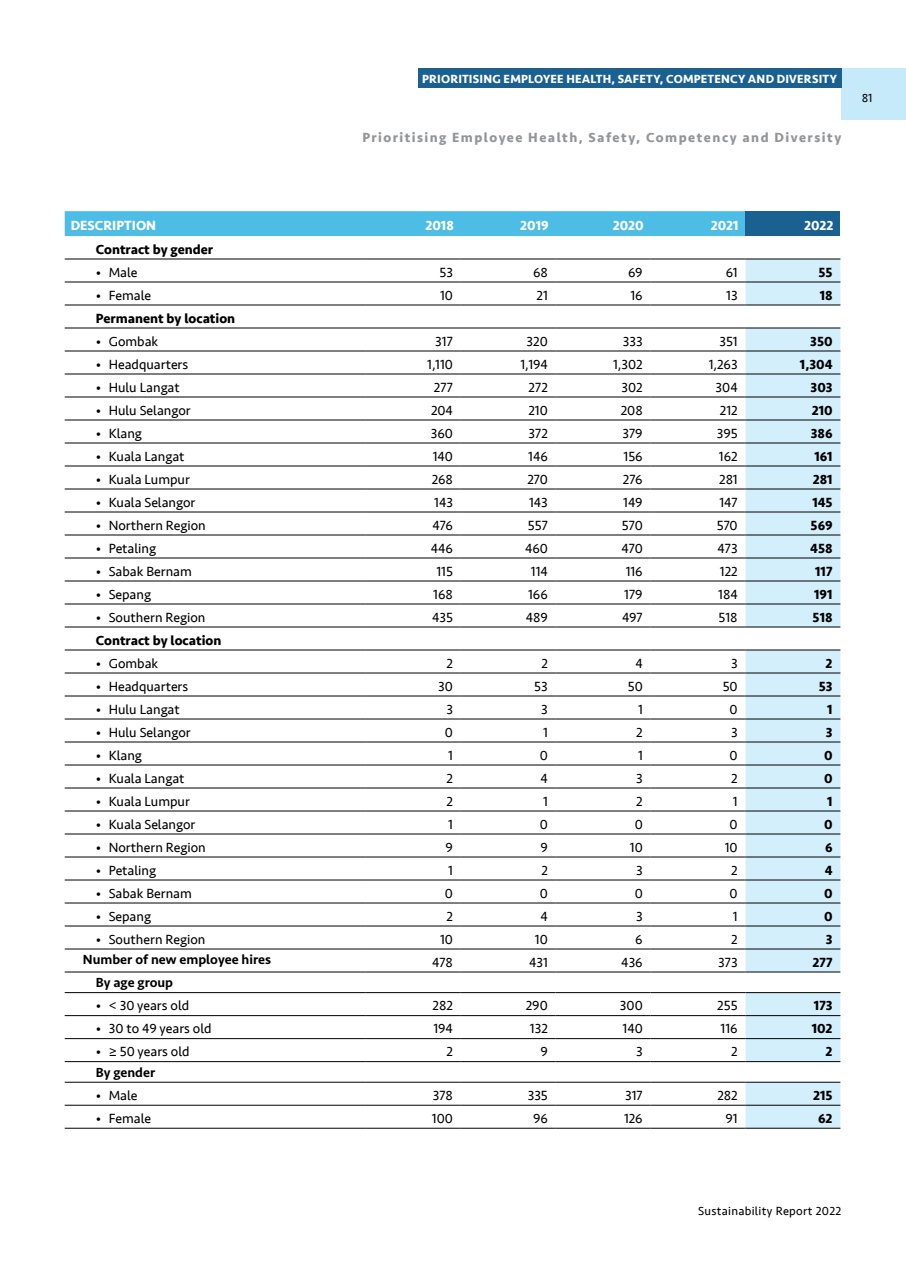 PRIORITISING EMPLOYEE HEALTH, SAFETY, COMPETENCY AND DIVERSITY
81
Prioritising Employee Health, Safety, Competency and Diversity
DESCRIPTION 2018 2019 2020 2021 2022
Contract by gender
• Male 53 68 69 61 55
• Female 10 21 16 13 18
Permanent by location
• Gombak 317 320 333 351 350
• Headquarters 1,110 1,194 1,302 1,263 1,304
• Hulu Langat 277 272 302 304 303
• Hulu Selangor 204 210 208 212 210
• Klang 360 372 379 395 386
• Kuala Langat 140 146 156 162 161
• Kuala Lumpur 268 270 276 281 281
• Kuala Selangor 143 143 149 147 145
• Northern Region 476 557 570 570 569
• Petaling 446 460 470 473 458
• Sabak Bernam 115 114 116 122 117
• Sepang 168 166 179 184 191
• Southern Region 435 489 497 518 518
Contract by location
• Gombak 2 2 4 3 2
• Headquarters 30 53 50 50 53
• Hulu Langat 3 3 1 0 1
• Hulu Selangor 0 1 2 3 3
• Klang 1 0 1 0 0
• Kuala Langat 2 4 3 2 0
• Kuala Lumpur 2 1 2 1 1
• Kuala Selangor 1 0 0 0 0
• Northern Region 9 9 10 10 6
• Petaling 1 2 3 2 4
• Sabak Bernam 0 0 0 0 0
• Sepang 2 4 3 1 0
• Southern Region 10 10 6 2 3
Number of new employee hires 478 431 436 373 277
By age group
• < 30 years old 282 290 300 255 173
• 30 to 49 years old 194 132 140 116 102
• ≥ 50 years old 2 9 3 2 2
By gender
• Male 378 335 317 282 215
• Female 100 96 126 91 62
Sustainability Report 2022